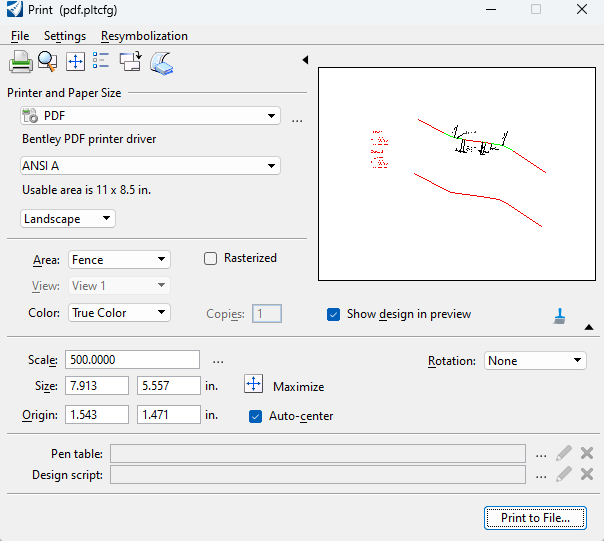 Print (pdf.pltcfg)
File Settings Resymbolization
Printer and Paper Size
PDF ...
Bentley PDF printer driver
ANSI A
Usable area is 11 x 8.5 in.
Landscape
Area: Fence Rasterized
View: View 1
Color: True Color Copies: 1 Show design in preview
Scale: 500.0000 ... Rotation: None
Size: 7.913 5.557 in. Maximize
Origin: 1.543 1.471 in. Auto-center
Pen table: ...
Design script: ...
Print to File...